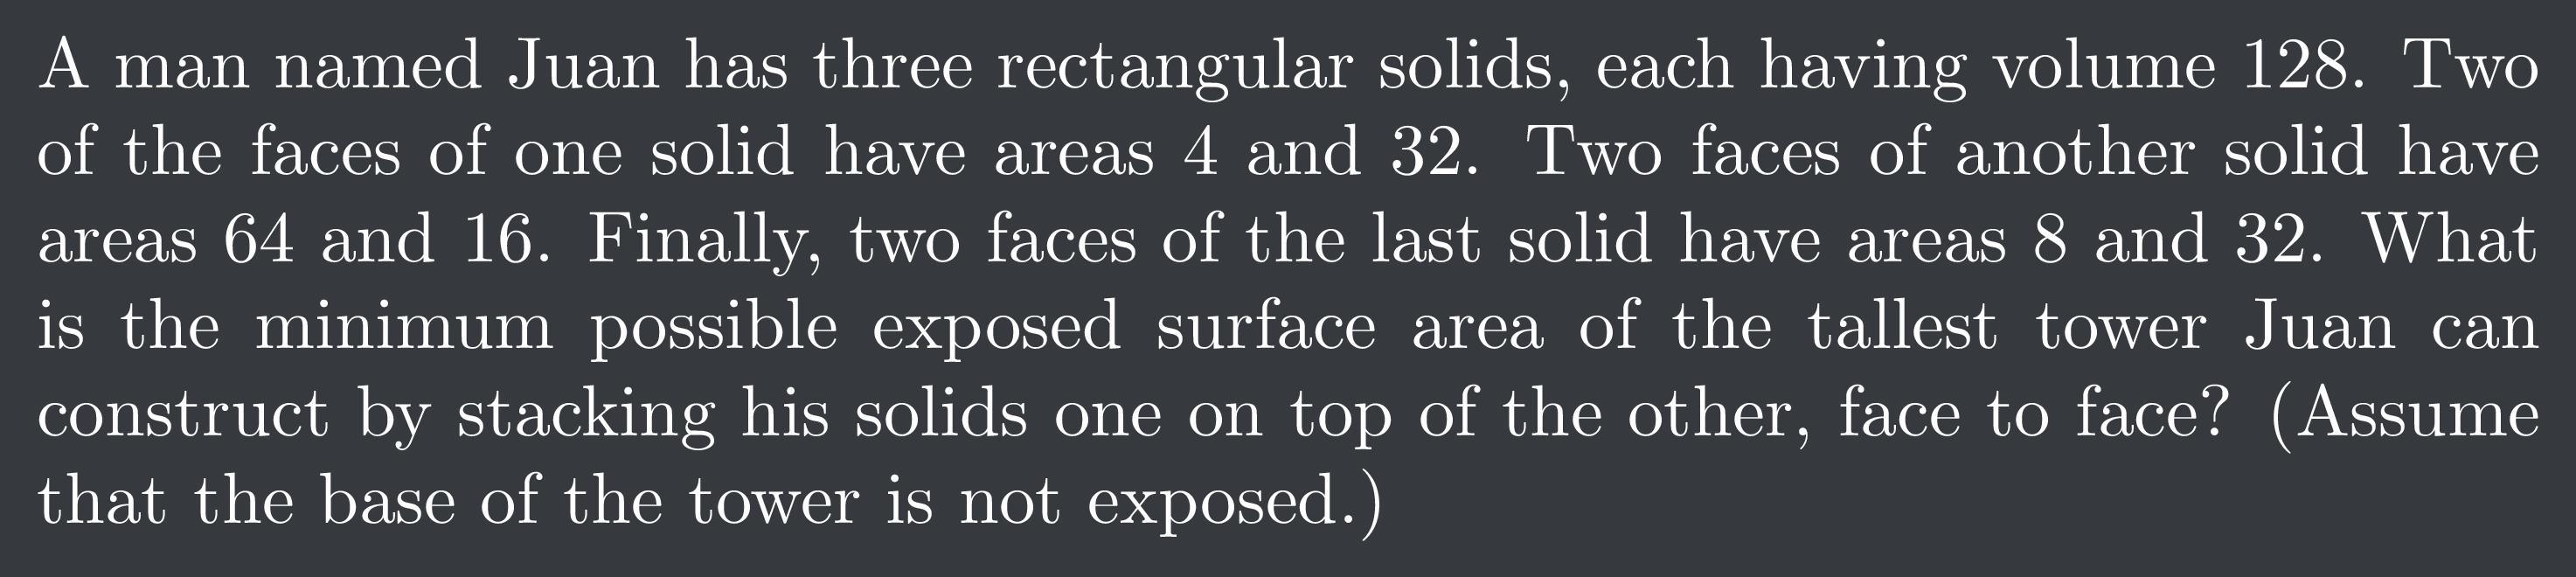 A man named Juan has three rectangular solids, each having volume 128. Two
of the faces of one solid have areas 4 and 32. Two faces of another solid have
areas 64 and 16. Finally, two faces of the last solid have areas 8 and 32. What
is the minimum possible exposed surface area of the tallest tower Juan can
construct by stacking his solids one on top of the other, face to face? (Assume
that the base of the tower is not exposed.)